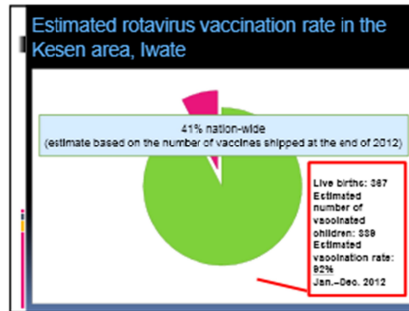 Estimated rotavirus vaccination rate in the
Kesen area, Iwate
41% nation-wide
(estimate based on the number of vaccines shipped at the end of 2012)
Live births: 367
Estimated
number of
vaccinated
children: 339
Estimated
vaccination rate:
92%
Jan.–Dec. 2012